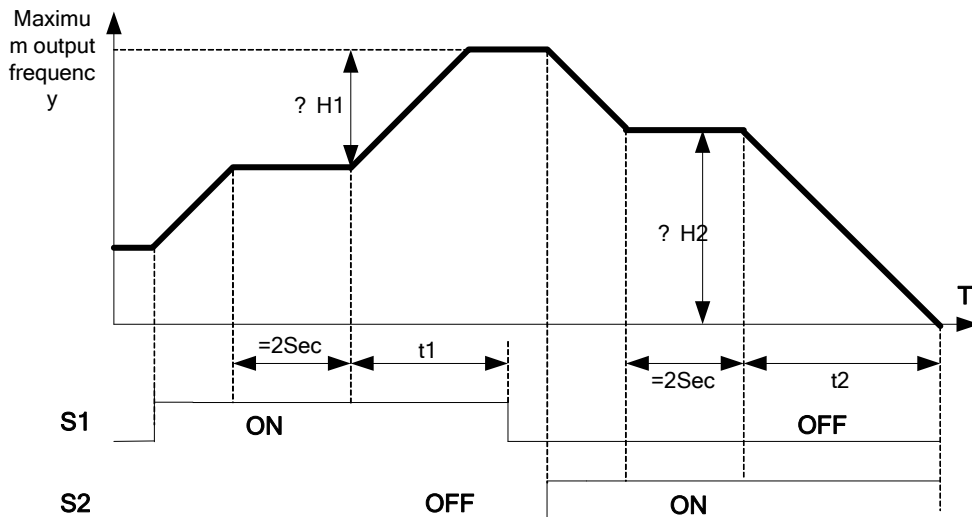 Maximu
m output
frequenc
y
? H1
? H2
T
=2Sec
t1
=2Sec
t2
S1
ON
OFF
S2
OFF
ON